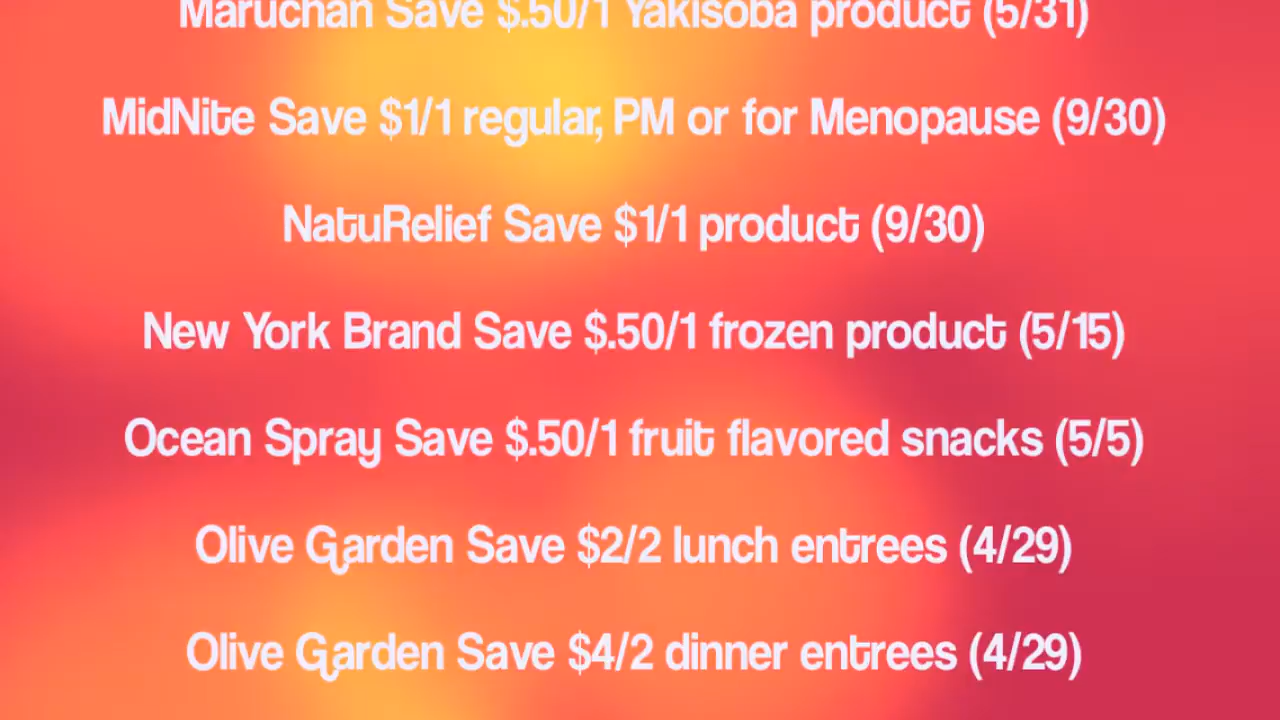 Maruchan Save $.50/1 Yakisoba product (5/31)
MidNite Save $1/1 regular, PM or for Menopause (9/30)
NatuRelief Save $1/1 product (9/30)
New York Brand Save $.50/1 frozen product (5/15)
Ocean Spray Save $.50/1 fruit flavored snacks (5/5)
Olive Garden Save $2/2 lunch entrees (4/29)
Olive Garden Save $4/2 dinner entrees (4/29)